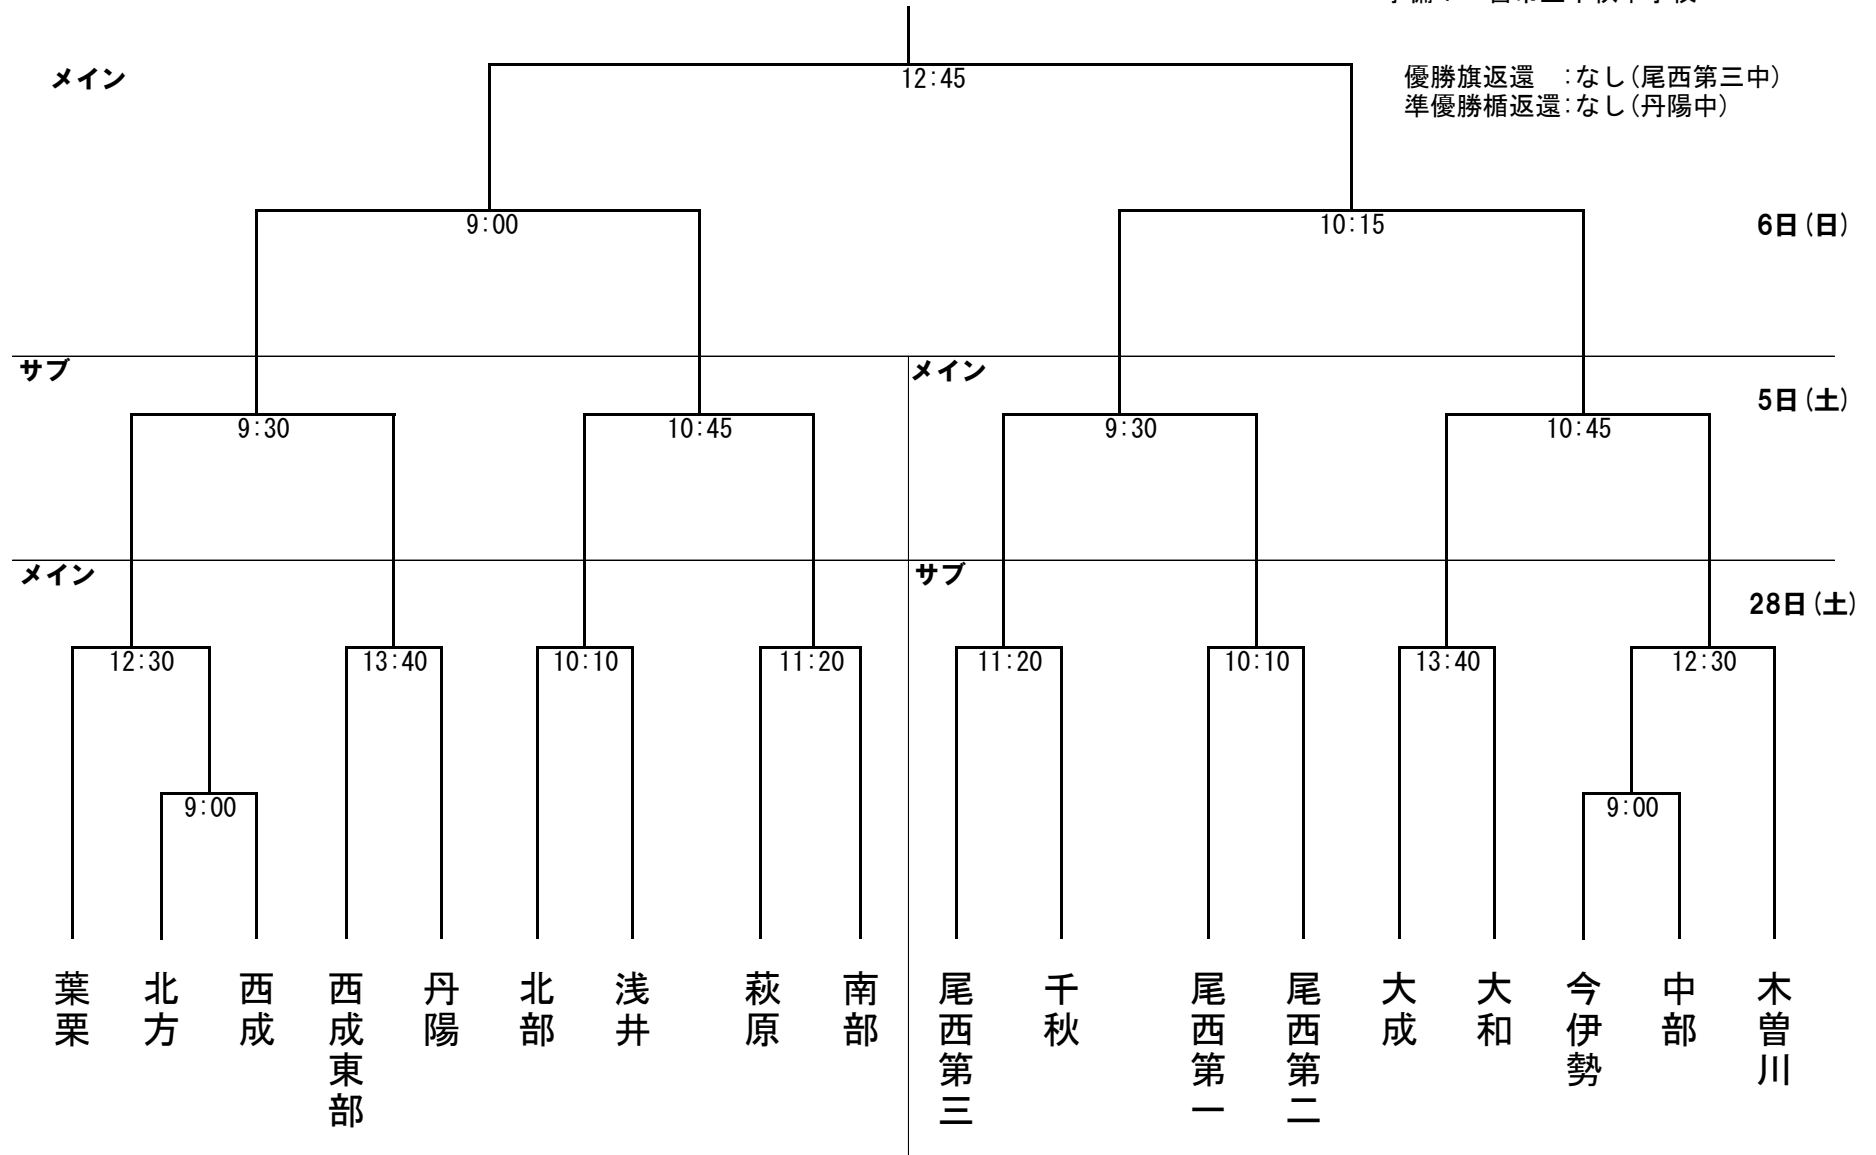 メイン
12:45
優勝旗返還　:なし(尾西第三中)
準優勝楯返還:なし(丹陽中)
9:00
10:15
6日(日)
サブ
メイン
5日(土)
9:30
10:45
9:30
10:45
メイン
サブ
28日(土)
12:30
13:40
10:10
11:20
11:20
10:10
13:40
12:30
9:00
9:00
葉栗
北方
西成
西成東部
丹陽
北部
浅井
萩原
南部
尾西第三
千秋
尾西第一
尾西第二
大成
大和
今伊勢
中部
木曽川